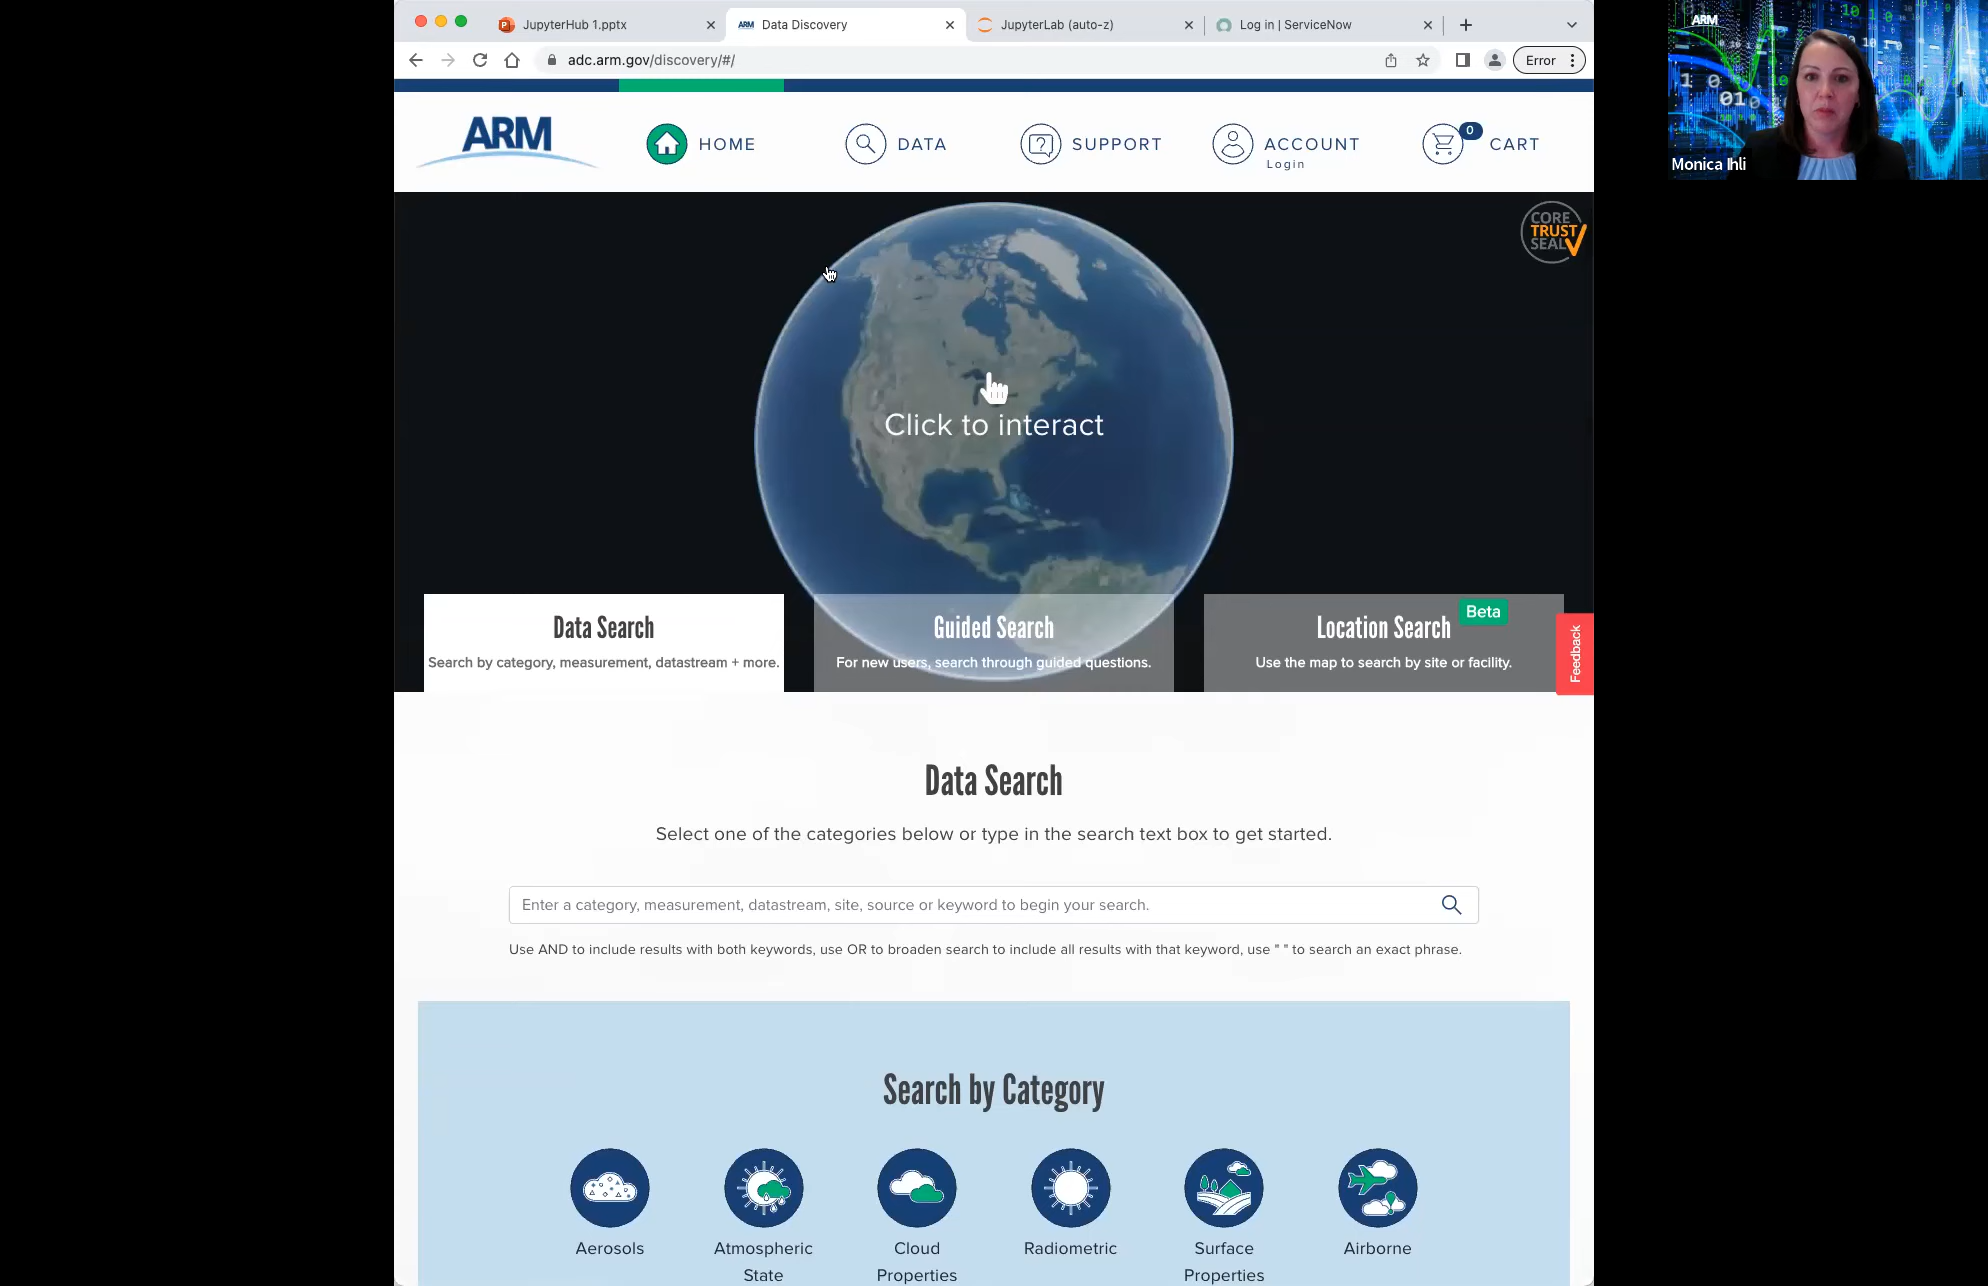 JupyterHub 1.pptx
Data Discovery
JupyterLab (auto-z)
Log in | ServiceNow
adc.arm.gov/discovery/#/
Error
ARM
HOME
DATA
SUPPORT
ACCOUNT
Login
0
CART
CORE
TRUST
SEAL
Click to interact
Data Search
Search by category, measurement, datastream + more.
Guided Search
For new users, search through guided questions.
Location Search
Beta
Use the map to search by site or facility.
Feedback
Data Search
Select one of the categories below or type in the search text box to get started.
Enter a category, measurement, datastream, site, source or keyword to begin your search.
Use AND to include results with both keywords, use OR to broaden search to include all results with that keyword, use " " to search an exact phrase.
Search by Category
Aerosols
Atmospheric
State
Cloud
Properties
Radiometric
Surface
Properties
Airborne
ARM
Monica Ihli